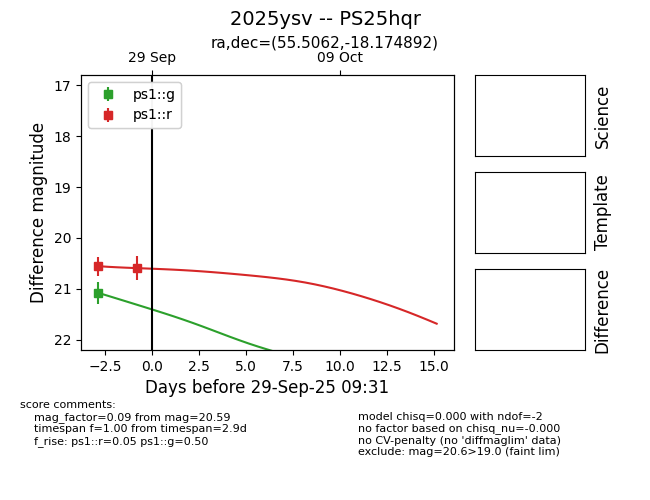 2025ysv -- PS25hqr
ra,dec=(55.5062,-18.174892)
29 Sep 09 Oct
ps1::g
ps1::r
17
18
19
20
21
22
Difference magnitude
−2.5 0.0 2.5 5.0 7.5 10.0 12.5 15.0
Days before 29-Sep-25 09:31
Science
Template
Difference
score comments:
mag_factor=0.09 from mag=20.59
timespan f=1.00 from timespan=2.9d
f_rise: ps1::r=0.05 ps1::g=0.50
model chisq=0.000 with ndof=-2
no factor based on chisq_nu=-0.000
no CV-penalty (no 'diffmaglim' data)
exclude: mag=20.6>19.0 (faint lim)